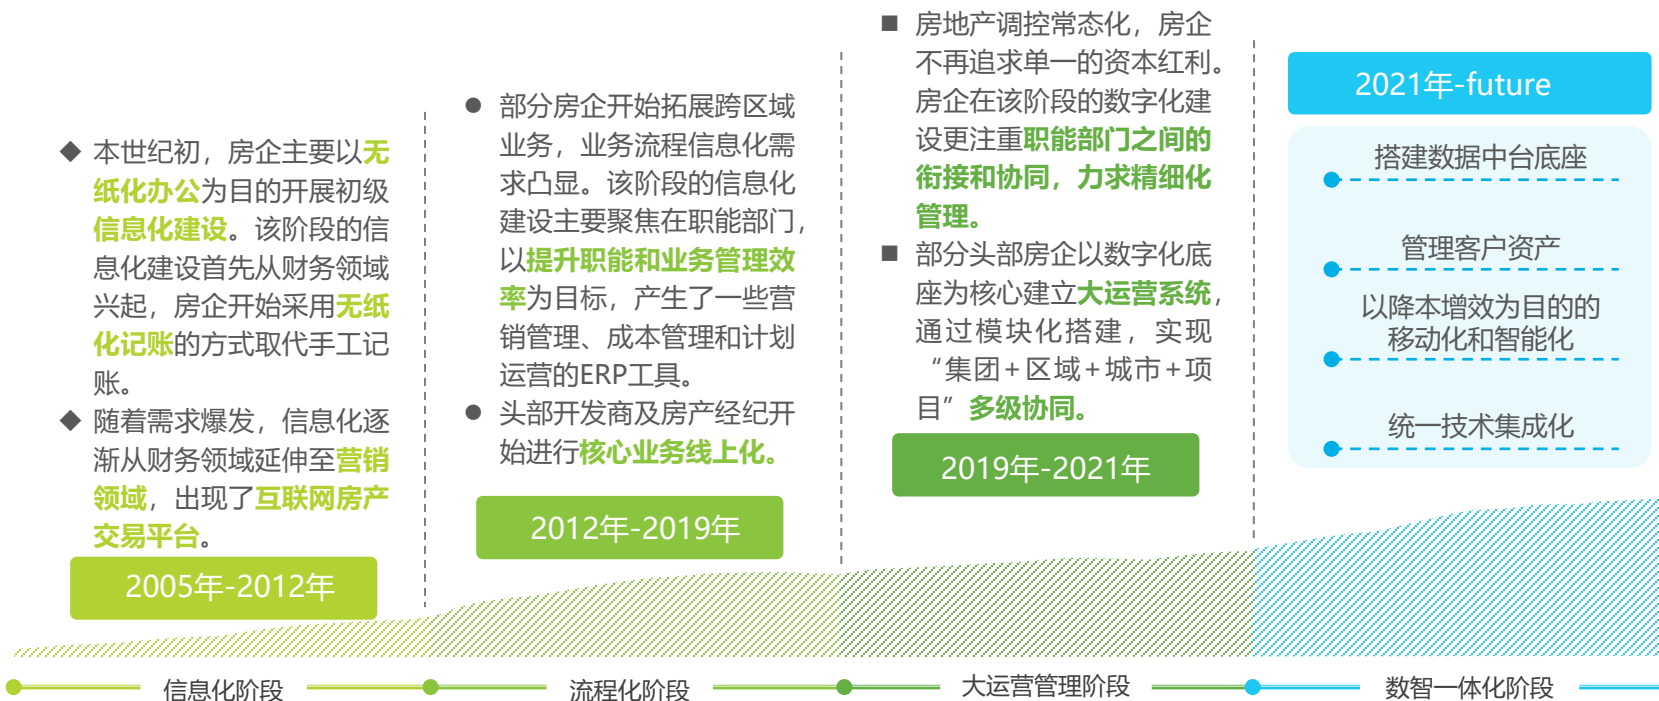 本世纪初，房企主要以无
纸化办公为目的开展初级
信息化建设。该阶段的信
息化建设首先从财务领域
兴起，房企开始采用无纸
化记账的方式取代手工记
账。
随着需求爆发，信息化逐
渐从财务领域延伸至营销
领域，出现了互联网房产
交易平台。
2005年-2012年
部分房企开始拓展跨区域
业务，业务流程信息化需
求凸显。该阶段的信息化
建设主要聚焦在职能部门，
以提升职能和业务管理效
率为目标，产生了一些营
销管理、成本管理和计划
运营的ERP工具。
头部开发商及房产经纪开
始进行核心业务线上化。
2012年-2019年
房地产调控常态化，房企
不再追求单一的资本红利。
房企在该阶段的数字化建
设更注重职能部门之间的
衔接和协同，力求精细化
管理。
部分头部房企以数字化底
座为核心建立大运营系统，
通过模块化搭建，实现
“集团+区域+城市+项
目”多级协同。
2019年-2021年
2021年-future
搭建数据中台底座
管理客户资产
以降本增效为目的的
移动化和智能化
统一技术集成化
信息化阶段
流程化阶段
大运营管理阶段
数智一体化阶段